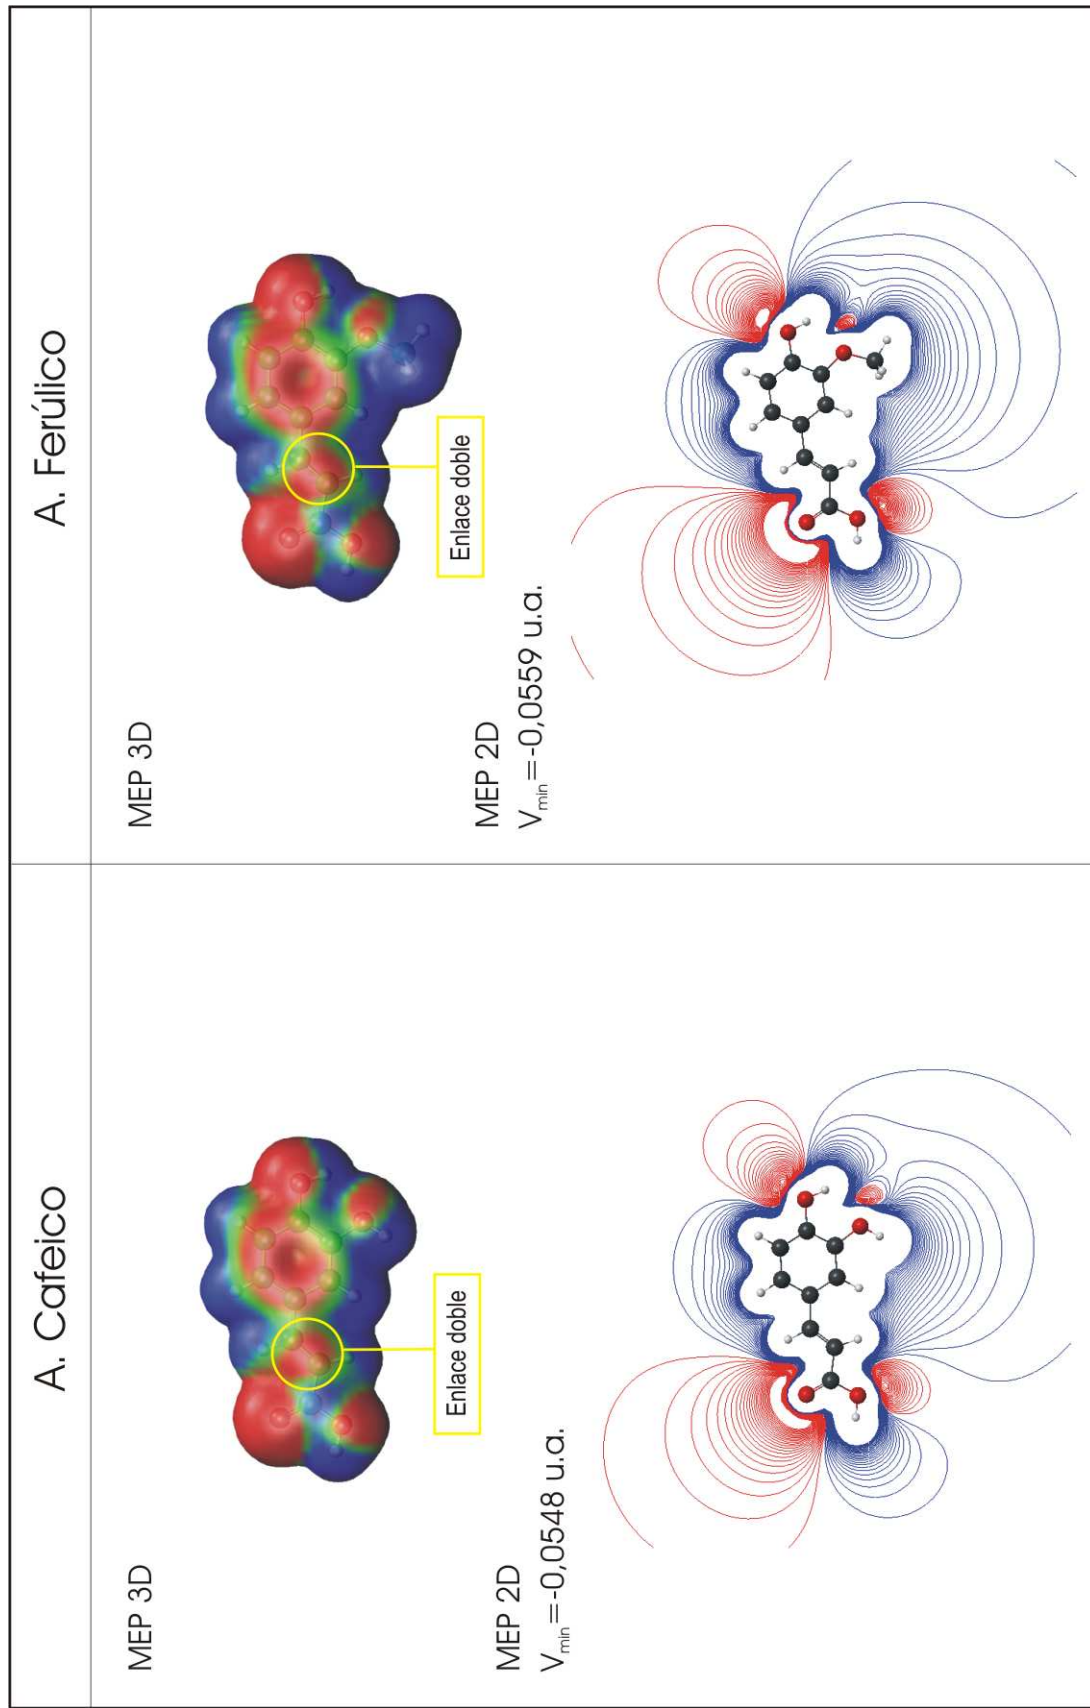 A. Cafeico
A. Ferúlico
MEP 3D
Enlace doble
MEP 2D
Vmin=-0,0548 u.a.
MEP 3D
Enlace doble
MEP 2D
Vmin=-0,0559 u.a.